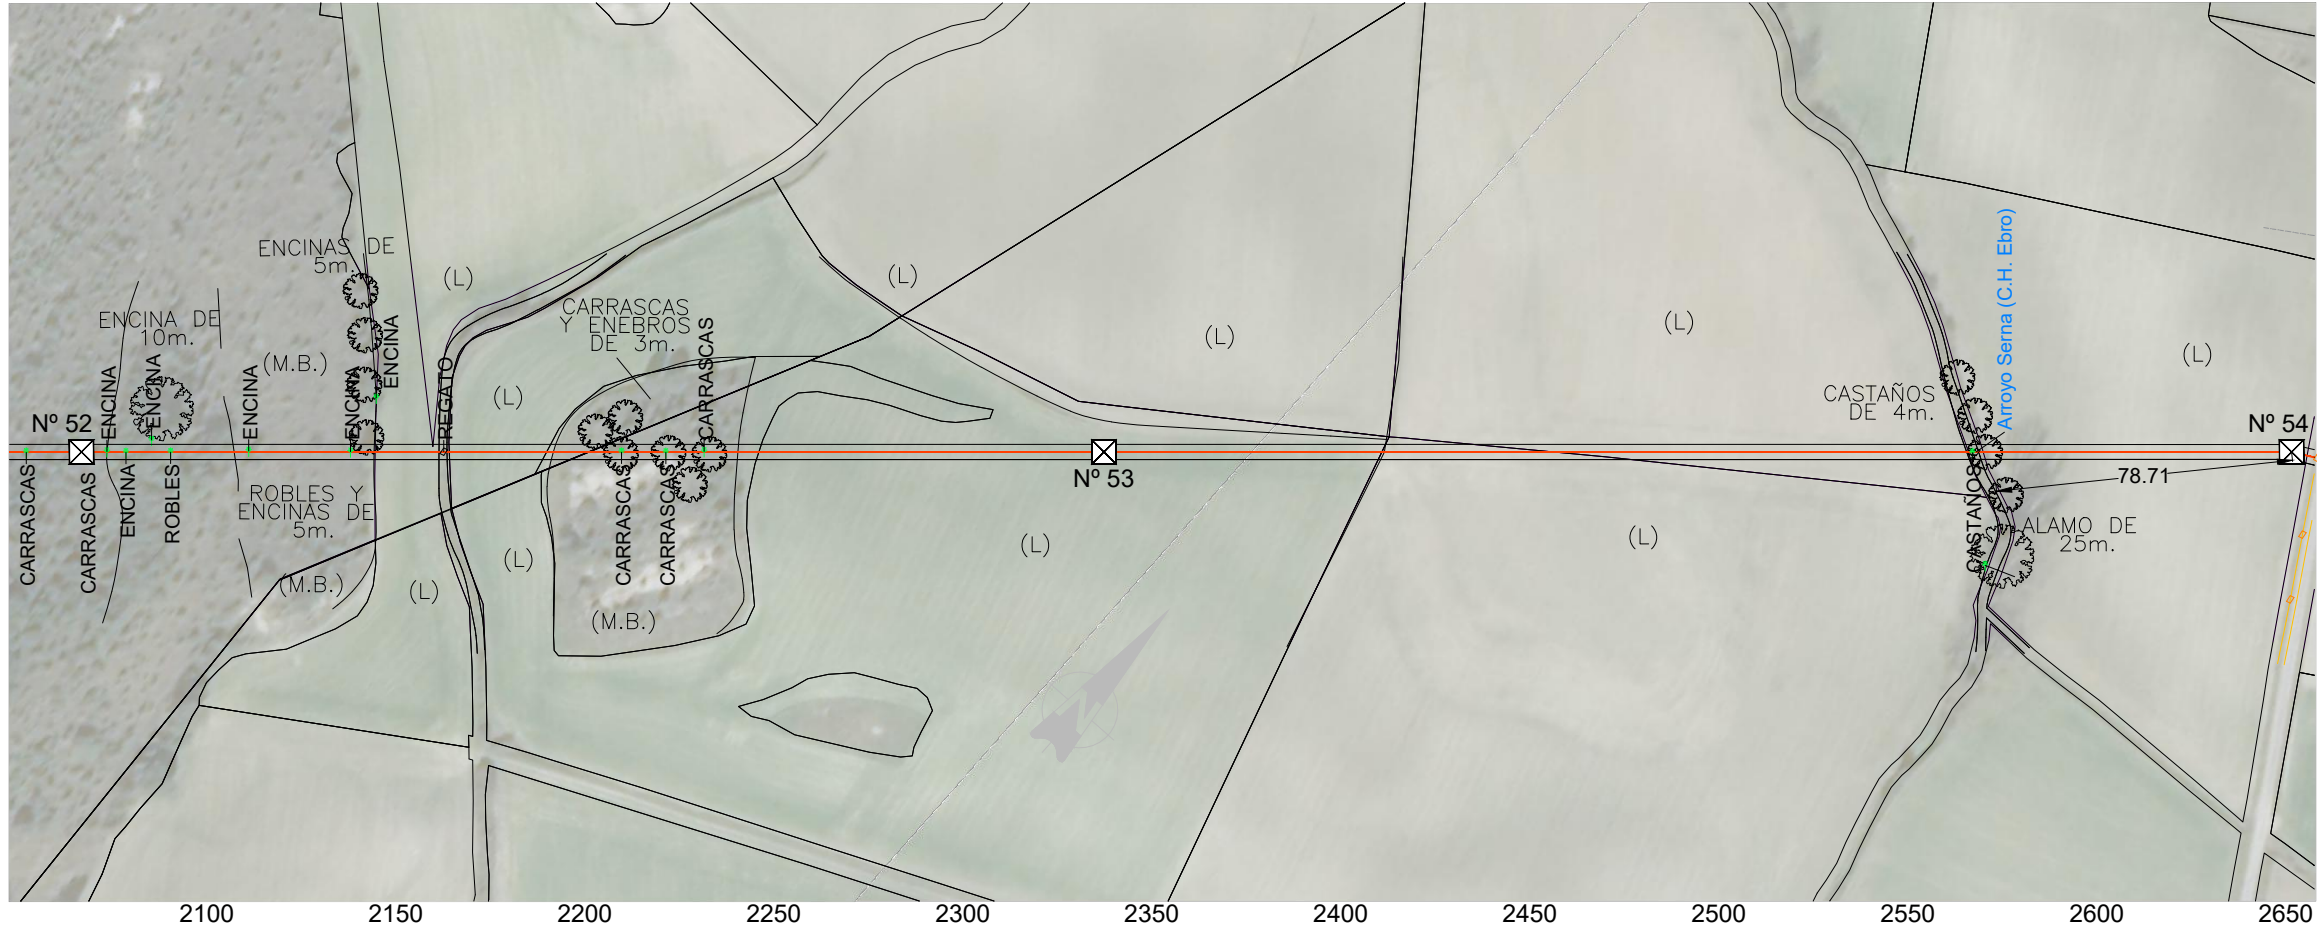 ENCINAS DE
5m.
(L)
(L)
CARRASCAS
Y ENEBROS
DE 3m.
ENCINA DE
10m.
(M.B.)
(L)
(L)
(L)
Arroyo Serna (C.H. Ebro)
CASTAÑOS
DE 4m.
(L)
Nº 52
ENCINA
ENCINA
ENCINA
ENCINA
ENCINA
REGATO
CARRASCAS
Nº 53
Nº 54
78.71
CARRASCAS
CARRASCAS
ENCINA
ROBLES
ROBLES Y
ENCINAS DE
5m.
(M.B.)
(L)
(L)
CARRASCAS
CARRASCAS
(M.B.)
(L)
(L)
CASTAÑOS
ALAMO DE
25m.
2100
2150
2200
2250
2300
2350
2400
2450
2500
2550
2600
2650